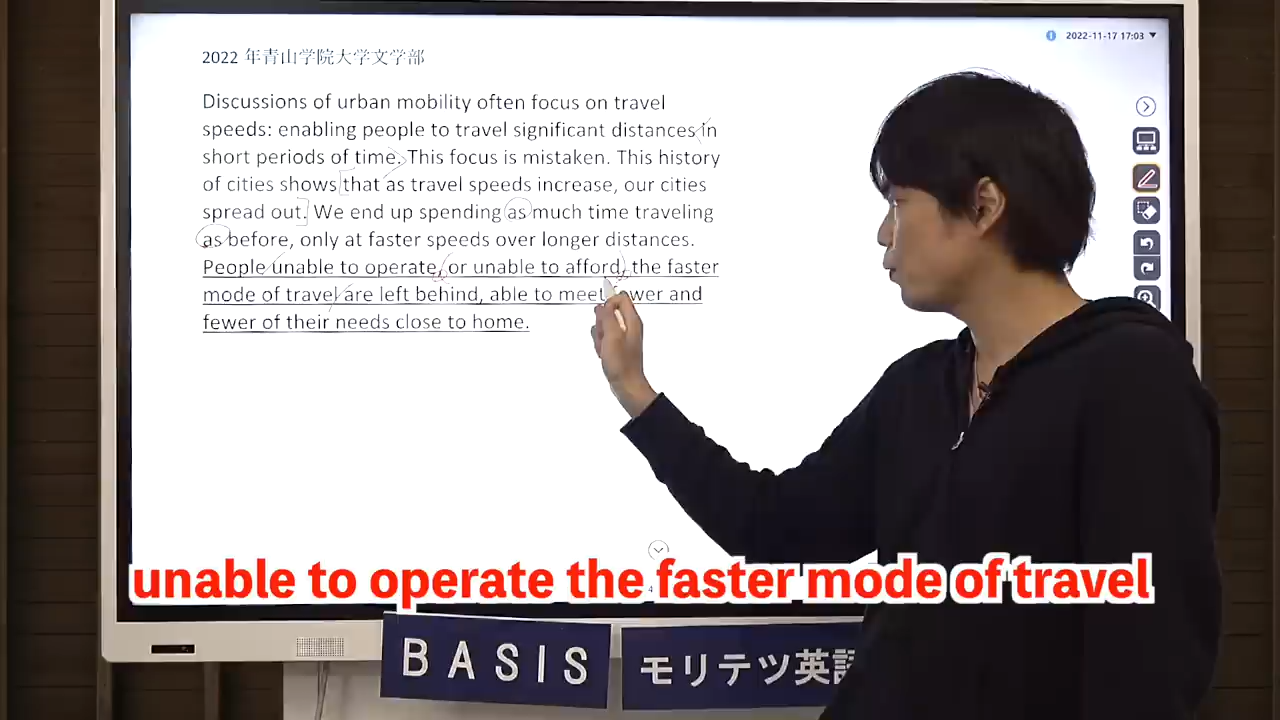 2022-11-17 17:03
2022 年青山学院大学文学部
Discussions of urban mobility often focus on travel
speeds: enabling people to travel significant distances in
short periods of time. This focus is mistaken. This history
of cities shows that as travel speeds increase, our cities
spread out. We end up spending as much time traveling
as before, only at faster speeds over longer distances.
People unable to operate, or unable to afford, the faster
mode of travel are left behind, able to meet fewer and
fewer of their needs close to home.
unable to operate the faster mode of travel
BASIS
モリテツ英語